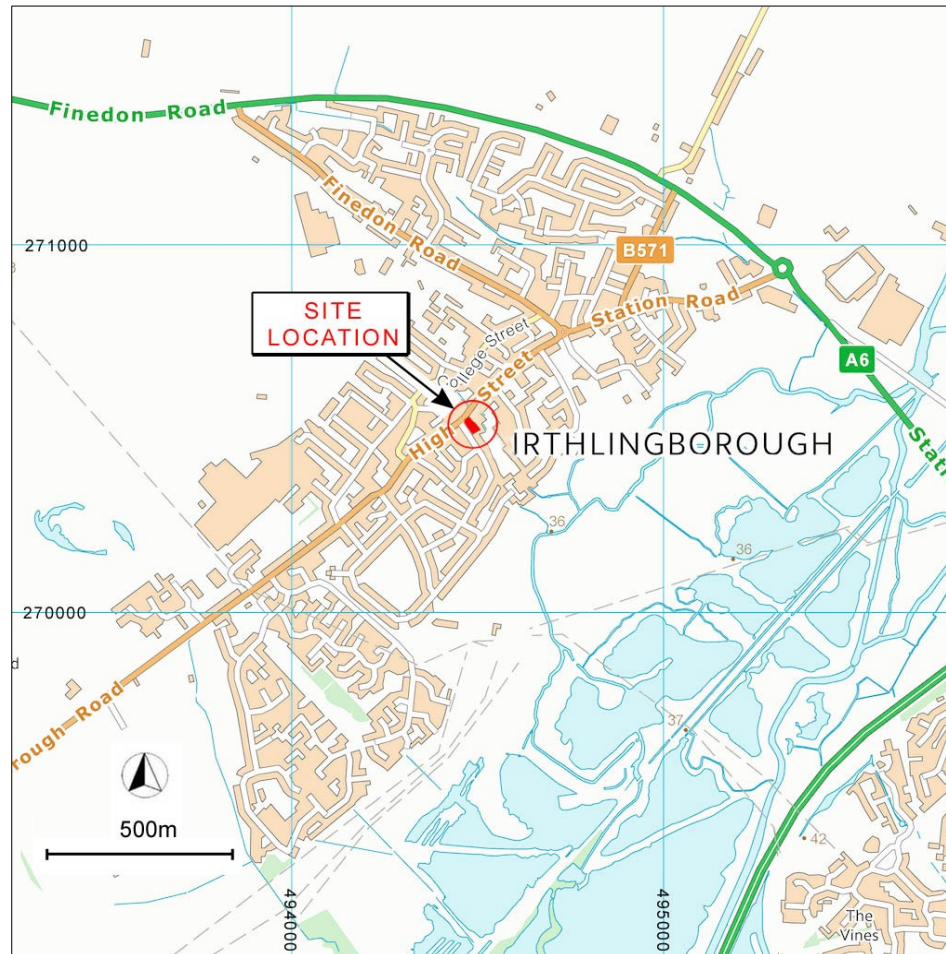 Finedon Road
271000
Finedon Road
B571
Station Road
SITE
LOCATION
College Street
High Street
A6
IRTHLINGBOROUGH
Stati
36
36
270000
d
rough Road
37
500m
42
494000
495000
The
Vines